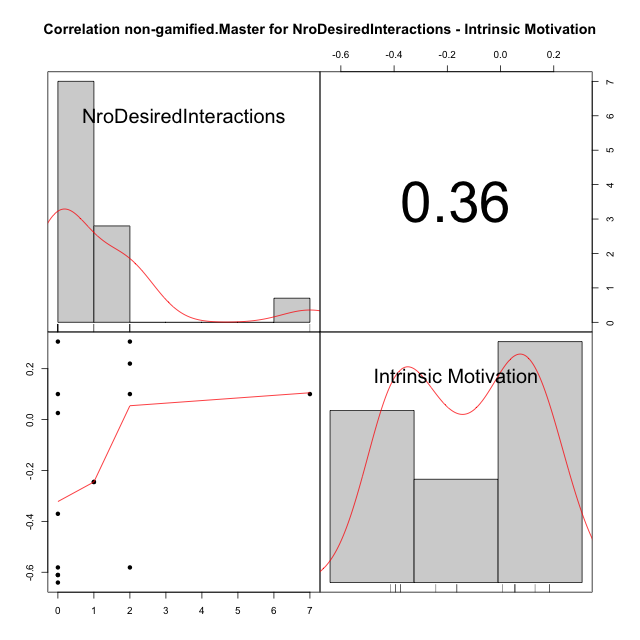 Correlation non-gamified.Master for NroDesiredInteractions - Intrinsic Motivation
-0.6 -0.4 -0.2 0.0 0.2
NroDesiredInteractions
0.36
7
6
5
4
3
2
1
0
0.2
0.0
-0.2
-0.4
-0.6
Intrinsic Motivation
0 1 2 3 4 5 6 7